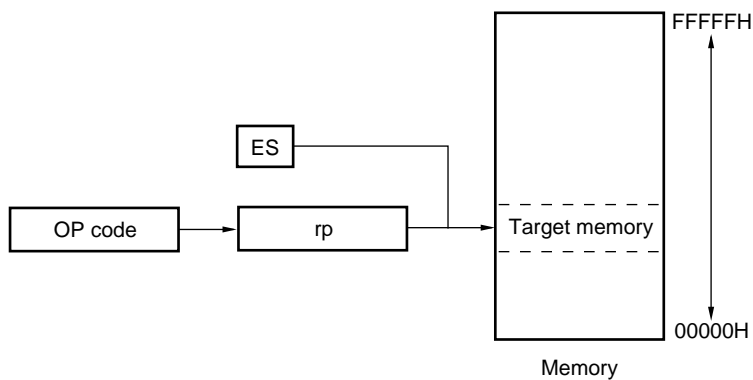 FFFFFH
ES
OP code
rp
Target memory
00000H
Memory